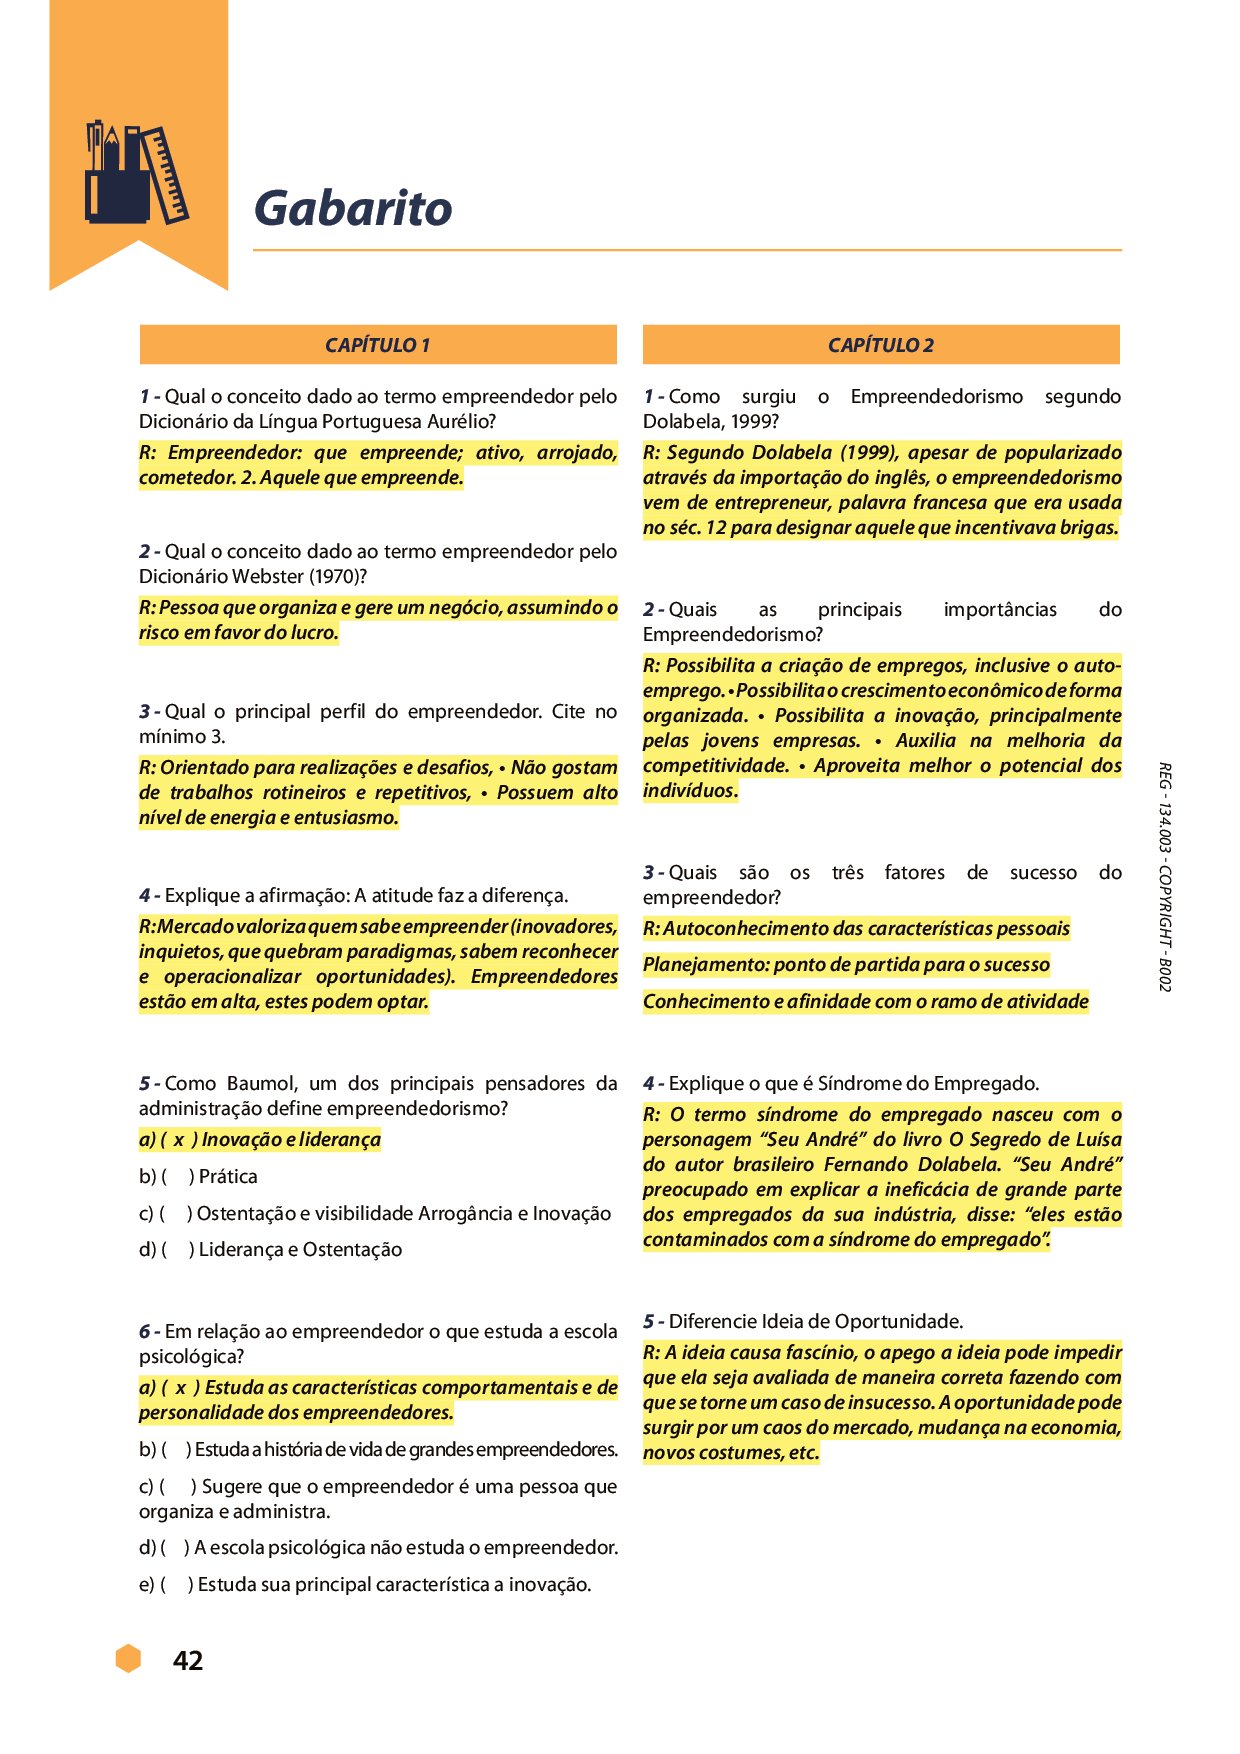 Gabarito
CAPÍTULO 1
1 - Qual o conceito dado ao termo empreendedor pelo
Dicionário da Língua Portuguesa Aurélio?
R: Empreendedor: que empreende; ativo, arrojado,
cometedor. 2. Aquele que empreende.
2 - Qual o conceito dado ao termo empreendedor pelo
Dicionário Webster (1970)?
R: Pessoa que organiza e gere um negócio, assumindo o
risco em favor do lucro.
3 - Qual o principal perfil do empreendedor. Cite no
mínimo 3.
R: Orientado para realizações e desafios, • Não gostam
de trabalhos rotineiros e repetitivos, • Possuem alto
nível de energia e entusiasmo.
4 - Explique a afirmação: A atitude faz a diferença.
R: Mercado valoriza quem sabe empreender (inovadores,
inquietos, que quebram paradigmas, sabem reconhecer
e operacionalizar oportunidades). Empreendedores
estão em alta, estes podem optar.
5 - Como Baumol, um dos principais pensadores da
administração define empreendedorismo?
a) ( x ) Inovação e liderança
b) ( ) Prática
c) ( ) Ostentação e visibilidade Arrogância e Inovação
d) ( ) Liderança e Ostentação
6 - Em relação ao empreendedor o que estuda a escola
psicológica?
a) ( x ) Estuda as características comportamentais e de
personalidade dos empreendedores.
b) ( ) Estuda a história de vida de grandes empreendedores.
c) ( ) Sugere que o empreendedor é uma pessoa que
organiza e administra.
d) ( ) A escola psicológica não estuda o empreendedor.
e) ( ) Estuda sua principal característica a inovação.
CAPÍTULO 2
1 - Como surgiu o Empreendedorismo segundo
Dolabela, 1999?
R: Segundo Dolabela (1999), apesar de popularizado
através da importação do inglês, o empreendedorismo
vem de entrepreneur, palavra francesa que era usada
no séc. 12 para designar aquele que incentivava brigas.
2 - Quais as principais importâncias do
Empreendedorismo?
R: Possibilita a criação de empregos, inclusive o auto-
emprego. • Possibilita o crescimento econômico de forma
organizada. • Possibilita a inovação, principalmente
pelas jovens empresas. • Auxilia na melhoria da
competitividade. • Aproveita melhor o potencial dos
indivíduos.
3 - Quais são os três fatores de sucesso do
empreendedor?
R: Autoconhecimento das características pessoais
Planejamento: ponto de partida para o sucesso
Conhecimento e afinidade com o ramo de atividade
4 - Explique o que é Síndrome do Empregado.
R: O termo síndrome do empregado nasceu com o
personagem “Seu André” do livro O Segredo de Luísa
do autor brasileiro Fernando Dolabela. “Seu André”
preocupado em explicar a ineficácia de grande parte
dos empregados da sua indústria, disse: “eles estão
contaminados com a síndrome do empregado”.
5 - Diferencie Ideia de Oportunidade.
R: A ideia causa fascínio, o apego a ideia pode impedir
que ela seja avaliada de maneira correta fazendo com
que se torne um caso de insucesso. A oportunidade pode
surgir por um caos do mercado, mudança na economia,
novos costumes, etc.
REG - 134.003 - COPYRIGHT - B002
42